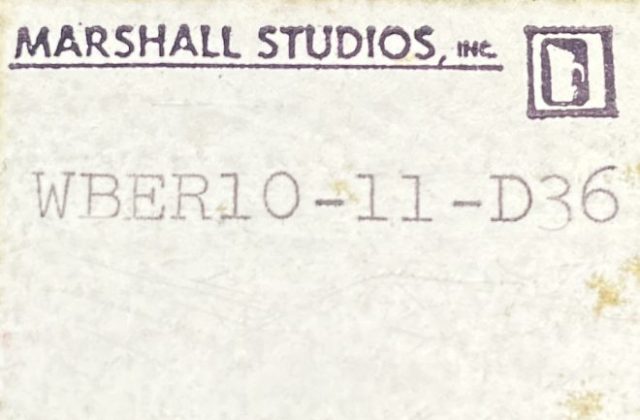 MARSHALL STUDIOS, INC.
WBER10-11-D36